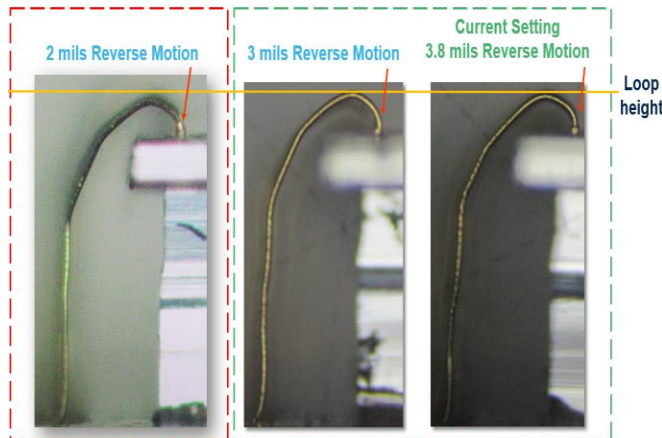 2 mils Reverse Motion
3 mils Reverse Motion
Current Setting
3.8 mils Reverse Motion
Loop
height